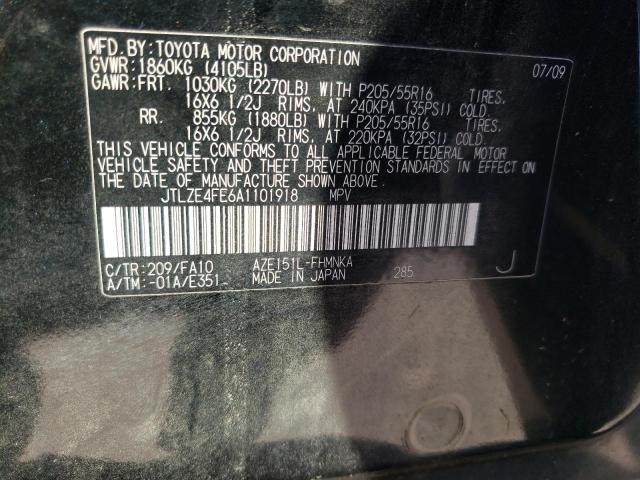 MFD. BY: TOYOTA MOTOR CORPORATION 07/09
GVWR: 1860KG (4105LB)
GAWR: FRT. 1030KG (2270LB) WITH P205/55R16 TIRES.
16X6 1/2J RIMS, AT 240KPA (35PSI) COLD.
RR. 855KG (1880LB) WITH P205/55R16 TIRES.
16X6 1/2J RIMS, AT 220KPA (32PSI) COLD.
THIS VEHICLE CONFORMS TO ALL APPLICABLE FEDERAL MOTOR
VEHICLE SAFETY AND THEFT PREVENTION STANDARDS IN EFFECT ON
THE DATE OF MANUFACTURE SHOWN ABOVE.
JTLZE4FE6A1101918 MPV
C/TR: 209/FA10 AZE151L-FHMNKA J
A/TM: -01A/E351 MADE IN JAPAN 285